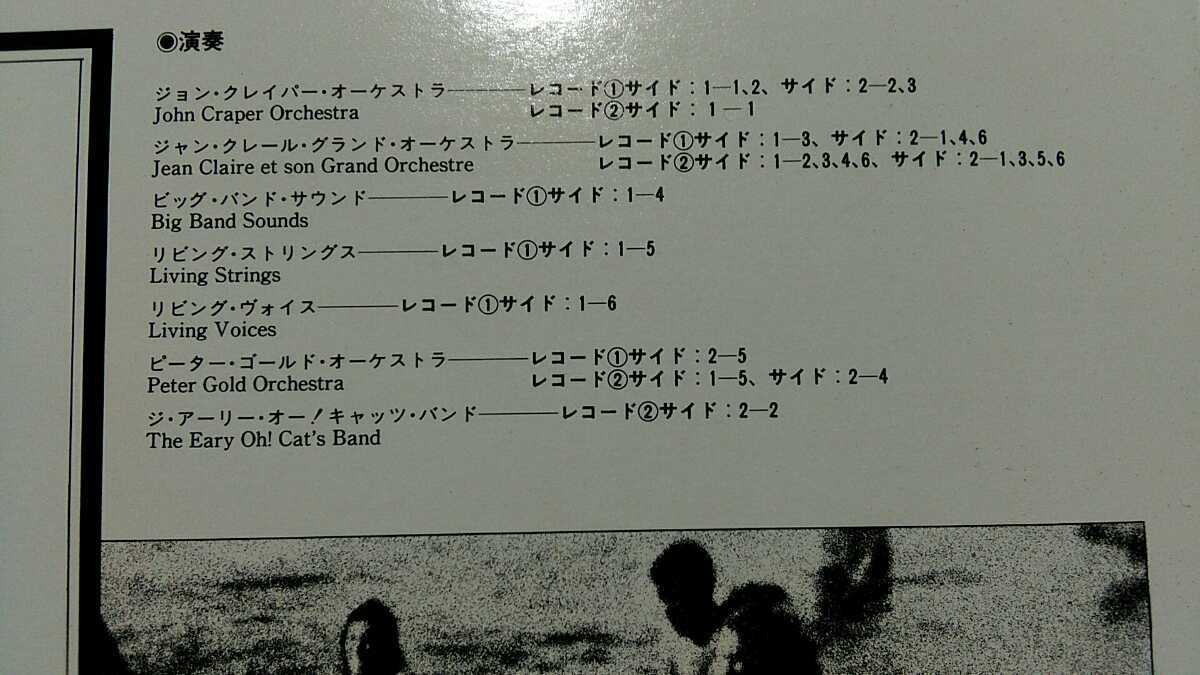 ◉演奏
ジョン・クレイパー・オーケストラ────レコード①サイド：1―1、2、サイド：2―2、3
John Craper Orchestra レコード②サイド：1―1
ジャン・クレール・グランド・オーケストラ────レコード①サイド：1―3、サイド：2―1、4、6
Jean Claire et son Grand Orchestre レコード②サイド：1―2、3、4、6、サイド：2―1、3、5、6
ビッグ・バンド・サウンド────レコード①サイド：1―4
Big Band Sounds
リビング・ストリングス────レコード①サイド：1―5
Living Strings
リビング・ヴォイス────レコード①サイド：1―6
Living Voices
ピーター・ゴールド・オーケストラ────レコード①サイド：2―5
Peter Gold Orchestra レコード②サイド：1―5、サイド：2―4
ジ・アーリー・オー！キャッツ・バンド────レコード②サイド：2―2
The Eary Oh! Cat's Band